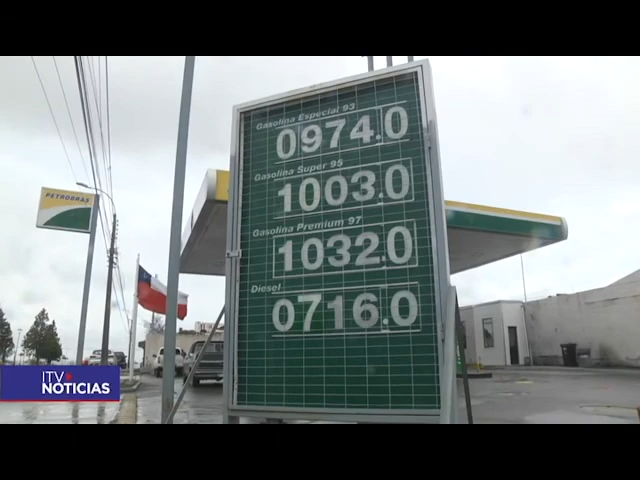 Gasolina Especial 93
0974.0
Gasolina Super 95
1003.0
Gasolina Premium 97
1032.0
Diesel
0716.0
PETROBRAS
ITV
NOTICIAS